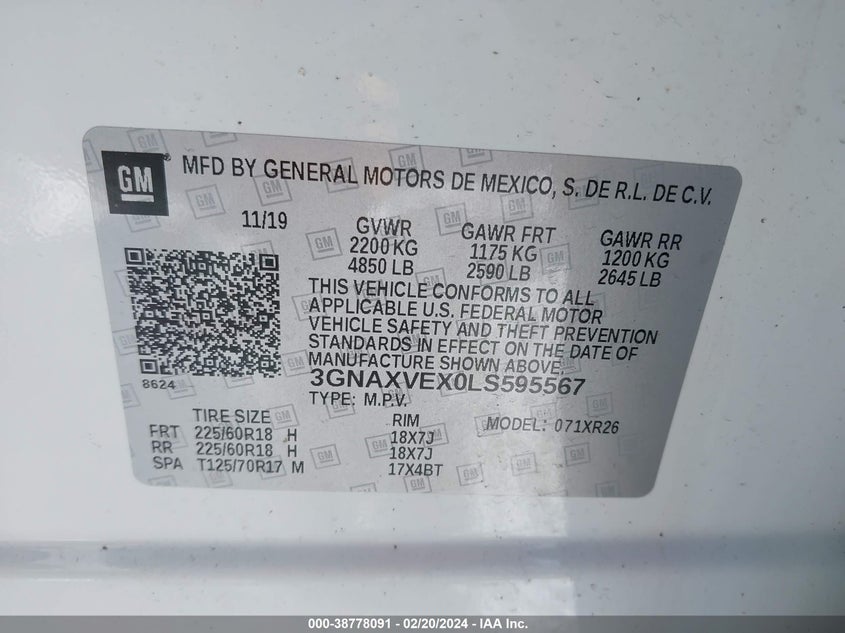 GM
MFD BY GENERAL MOTORS DE MEXICO, S. DE R.L. DE C.V.
11/19
GVWR
2200 KG
4850 LB
GAWR FRT
1175 KG
2590 LB
GAWR RR
1200 KG
2645 LB
THIS VEHICLE CONFORMS TO ALL
APPLICABLE U.S. FEDERAL MOTOR
VEHICLE SAFETY AND THEFT PREVENTION
STANDARDS IN EFFECT ON THE DATE OF
MANUFACTURE SHOWN ABOVE.
8624
3GNAXVEX0LS595567
TYPE: M.P.V.
MODEL: 071XR26
TIRE SIZE RIM
FRT 225/60R18 H 18X7J
RR 225/60R18 H 18X7J
SPA T125/70R17 M 17X4BT
000-38778091 - 02/20/2024 - IAA Inc.